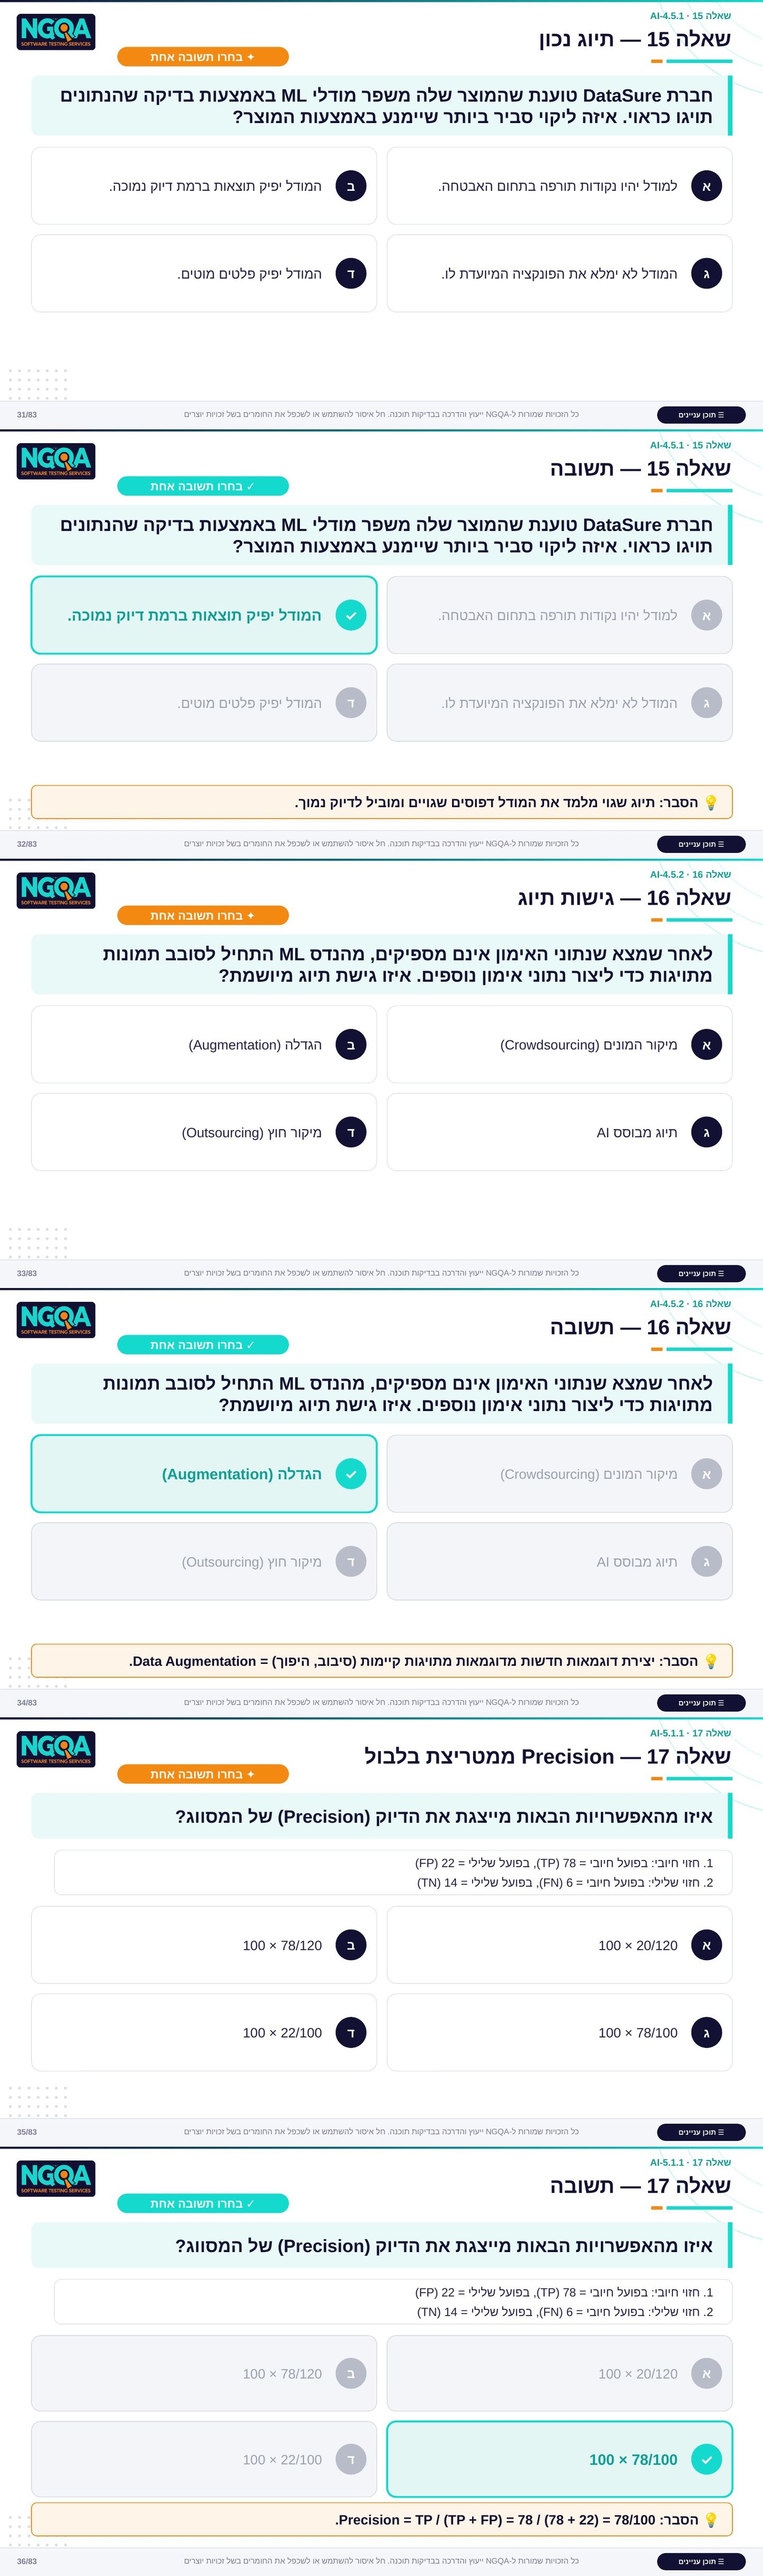 שאלה 15 · AI-4.5.1
שאלה 15 — תיוג נכון
✦ בחרו תשובה אחת
NGQA
SOFTWARE TESTING SERVICES
חברת DataSure טוענת שהמוצר שלה משפר מודלי ML באמצעות בדיקה שהנתונים
תויגו כראוי. איזה ליקוי סביר ביותר שיימנע באמצעות המוצר?
א
למודל יהיו נקודות תורפה בתחום האבטחה.
ב
המודל יפיק תוצאות ברמת דיוק נמוכה.
ג
המודל לא ימלא את הפונקציה המיועדת לו.
ד
המודל יפיק פלטים מוטים.
☰ תוכן עניינים
כל הזכויות שמורות ל-NGQA ייעוץ והדרכה בבדיקות תוכנה. חל איסור להשתמש או לשכפל את החומרים בשל זכויות יוצרים
31/83
שאלה 15 · AI-4.5.1
שאלה 15 — תשובה
✓ בחרו תשובה אחת
NGQA
SOFTWARE TESTING SERVICES
חברת DataSure טוענת שהמוצר שלה משפר מודלי ML באמצעות בדיקה שהנתונים
תויגו כראוי. איזה ליקוי סביר ביותר שיימנע באמצעות המוצר?
א
למודל יהיו נקודות תורפה בתחום האבטחה.
✓
המודל יפיק תוצאות ברמת דיוק נמוכה.
ג
המודל לא ימלא את הפונקציה המיועדת לו.
ד
המודל יפיק פלטים מוטים.
💡 הסבר: תיוג שגוי מלמד את המודל דפוסים שגויים ומוביל לדיוק נמוך.
☰ תוכן עניינים
כל הזכויות שמורות ל-NGQA ייעוץ והדרכה בבדיקות תוכנה. חל איסור להשתמש או לשכפל את החומרים בשל זכויות יוצרים
32/83
שאלה 16 · AI-4.5.2
שאלה 16 — גישות תיוג
✦ בחרו תשובה אחת
NGQA
SOFTWARE TESTING SERVICES
לאחר שמצא שנתוני האימון אינם מספיקים, מהנדס ML התחיל לסובב תמונות
מתויגות כדי ליצור נתוני אימון נוספים. איזו גישת תיוג מיושמת?
א
מיקור המונים (Crowdsourcing)
ב
הגדלה (Augmentation)
ג
תיוג מבוסס AI
ד
מיקור חוץ (Outsourcing)
☰ תוכן עניינים
כל הזכויות שמורות ל-NGQA ייעוץ והדרכה בבדיקות תוכנה. חל איסור להשתמש או לשכפל את החומרים בשל זכויות יוצרים
33/83
שאלה 16 · AI-4.5.2
שאלה 16 — תשובה
✓ בחרו תשובה אחת
NGQA
SOFTWARE TESTING SERVICES
לאחר שמצא שנתוני האימון אינם מספיקים, מהנדס ML התחיל לסובב תמונות
מתויגות כדי ליצור נתוני אימון נוספים. איזו גישת תיוג מיושמת?
א
מיקור המונים (Crowdsourcing)
✓
הגדלה (Augmentation)
ג
תיוג מבוסס AI
ד
מיקור חוץ (Outsourcing)
💡 הסבר: יצירת דוגמאות חדשות מדוגמאות מתויגות קיימות (סיבוב, היפוך) = Data Augmentation.
☰ תוכן עניינים
כל הזכויות שמורות ל-NGQA ייעוץ והדרכה בבדיקות תוכנה. חל איסור להשתמש או לשכפל את החומרים בשל זכויות יוצרים
34/83
שאלה 17 · AI-5.1.1
שאלה 17 — Precision ממטריצת בלבול
✦ בחרו תשובה אחת
NGQA
SOFTWARE TESTING SERVICES
איזו מהאפשרויות הבאות מייצגת את הדיוק (Precision) של המסווג?
1. חזוי חיובי: בפועל חיובי = 78 (TP), בפועל שלילי = 22 (FP)
2. חזוי שלילי: בפועל חיובי = 6 (FN), בפועל שלילי = 14 (TN)
א
100 × 20/120
ב
100 × 78/120
ג
100 × 78/100
ד
100 × 22/100
☰ תוכן עניינים
כל הזכויות שמורות ל-NGQA ייעוץ והדרכה בבדיקות תוכנה. חל איסור להשתמש או לשכפל את החומרים בשל זכויות יוצרים
35/83
שאלה 17 · AI-5.1.1
שאלה 17 — תשובה
✓ בחרו תשובה אחת
NGQA
SOFTWARE TESTING SERVICES
איזו מהאפשרויות הבאות מייצגת את הדיוק (Precision) של המסווג?
1. חזוי חיובי: בפועל חיובי = 78 (TP), בפועל שלילי = 22 (FP)
2. חזוי שלילי: בפועל חיובי = 6 (FN), בפועל שלילי = 14 (TN)
א
100 × 20/120
ב
100 × 78/120
✓
100 × 78/100
ד
100 × 22/100
💡 הסבר: Precision = TP / (TP + FP) = 78 / (78 + 22) = 78/100.
☰ תוכן עניינים
כל הזכויות שמורות ל-NGQA ייעוץ והדרכה בבדיקות תוכנה. חל איסור להשתמש או לשכפל את החומרים בשל זכויות יוצרים
36/83